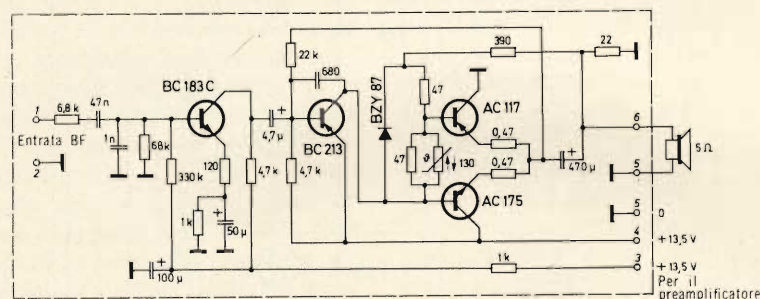 390
22
22 k
680
BZY 87
47
BC 183 C
AC 117
1
6,8 k
47n
4,7 µ
BC 213
0,47
6
Entrata BF
1n
68k
120
47
ϑ
130
0,47
470 µ
5 Ω
2
330 k
4,7 k
4,7 k
AC 175
5
1 k
50 µ
5
0
4
+ 13,5 V
100 µ
1 k
3
+ 13,5 V
Per il
preamplificatore